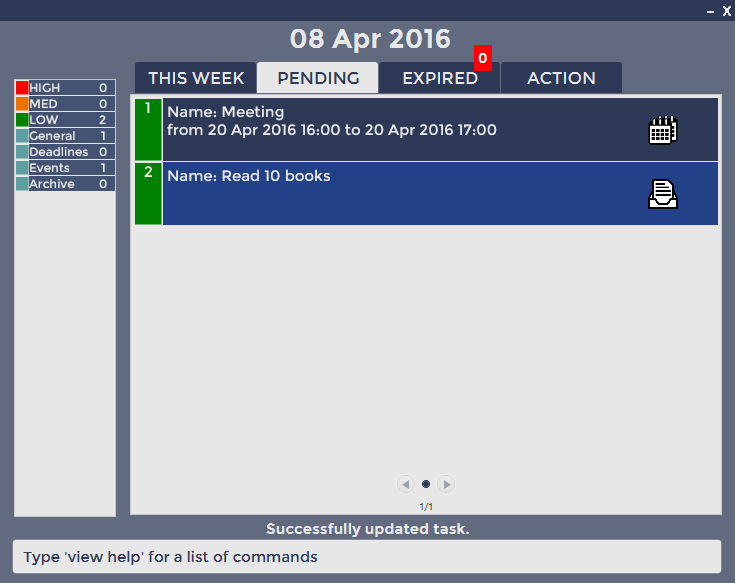 – X
08 Apr 2016
0
THIS WEEK PENDING EXPIRED ACTION
HIGH 0
MED 0
LOW 2
General 1
Deadlines 0
Events 1
Archive 0
1
Name: Meeting
from 20 Apr 2016 16:00 to 20 Apr 2016 17:00
2
Name: Read 10 books
1/1
Successfully updated task.
Type 'view help' for a list of commands